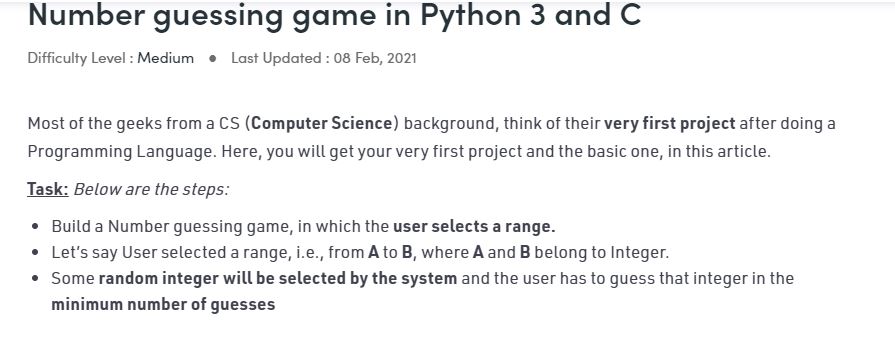 Number guessing game in Python 3 and C
Difficulty Level : Medium ● Last Updated : 08 Feb, 2021
Most of the geeks from a CS (Computer Science) background, think of their very first project after doing a
Programming Language. Here, you will get your very first project and the basic one, in this article.
Task: Below are the steps:
• Build a Number guessing game, in which the user selects a range.
• Let's say User selected a range, i.e., from A to B, where A and B belong to Integer.
• Some random integer will be selected by the system and the user has to guess that integer in the
minimum number of guesses